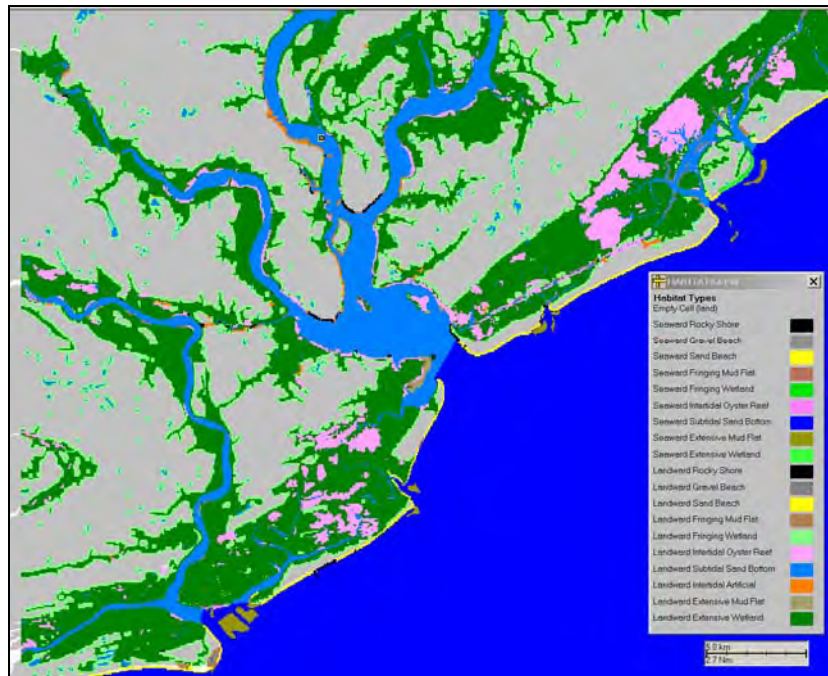 Habitat Types
Empty Cell (land)
Seaward Rocky Shore
Seaward Gravel Beach
Seaward Sand Beach
Seaward Fringing Mud Flat
Seaward Fringing Wetland
Seaward Intertidal Oyster Reef
Seaward Subtidal Sand Bottom
Seaward Extensive Mud Flat
Seaward Extensive Wetland
Landward Rocky Shore
Landward Gravel Beach
Landward Sand Beach
Landward Fringing Mud Flat
Landward Fringing Wetland
Landward Intertidal Oyster Reef
Landward Subtidal Sand Bottom
Landward Intertidal Artificial
Landward Extensive Mud Flat
Landward Extensive Wetland
5.0 km
2.7 Nm